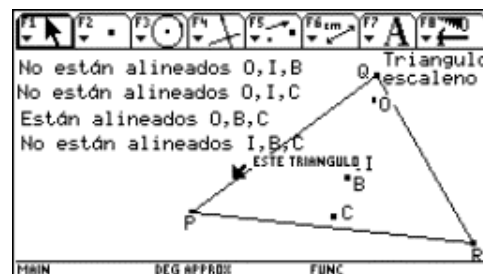 F1 F2 F3 F4 F5 F6cm F7 A F8
No están alineados O,I,B
No están alineados O,I,C
Están alineados O,B,C
No están alineados I,B,C
Triangulo
escaleno
Q
O
ESTE TRIANGULO I
B
C
P
R
MAIN DEG APPROX FUNC